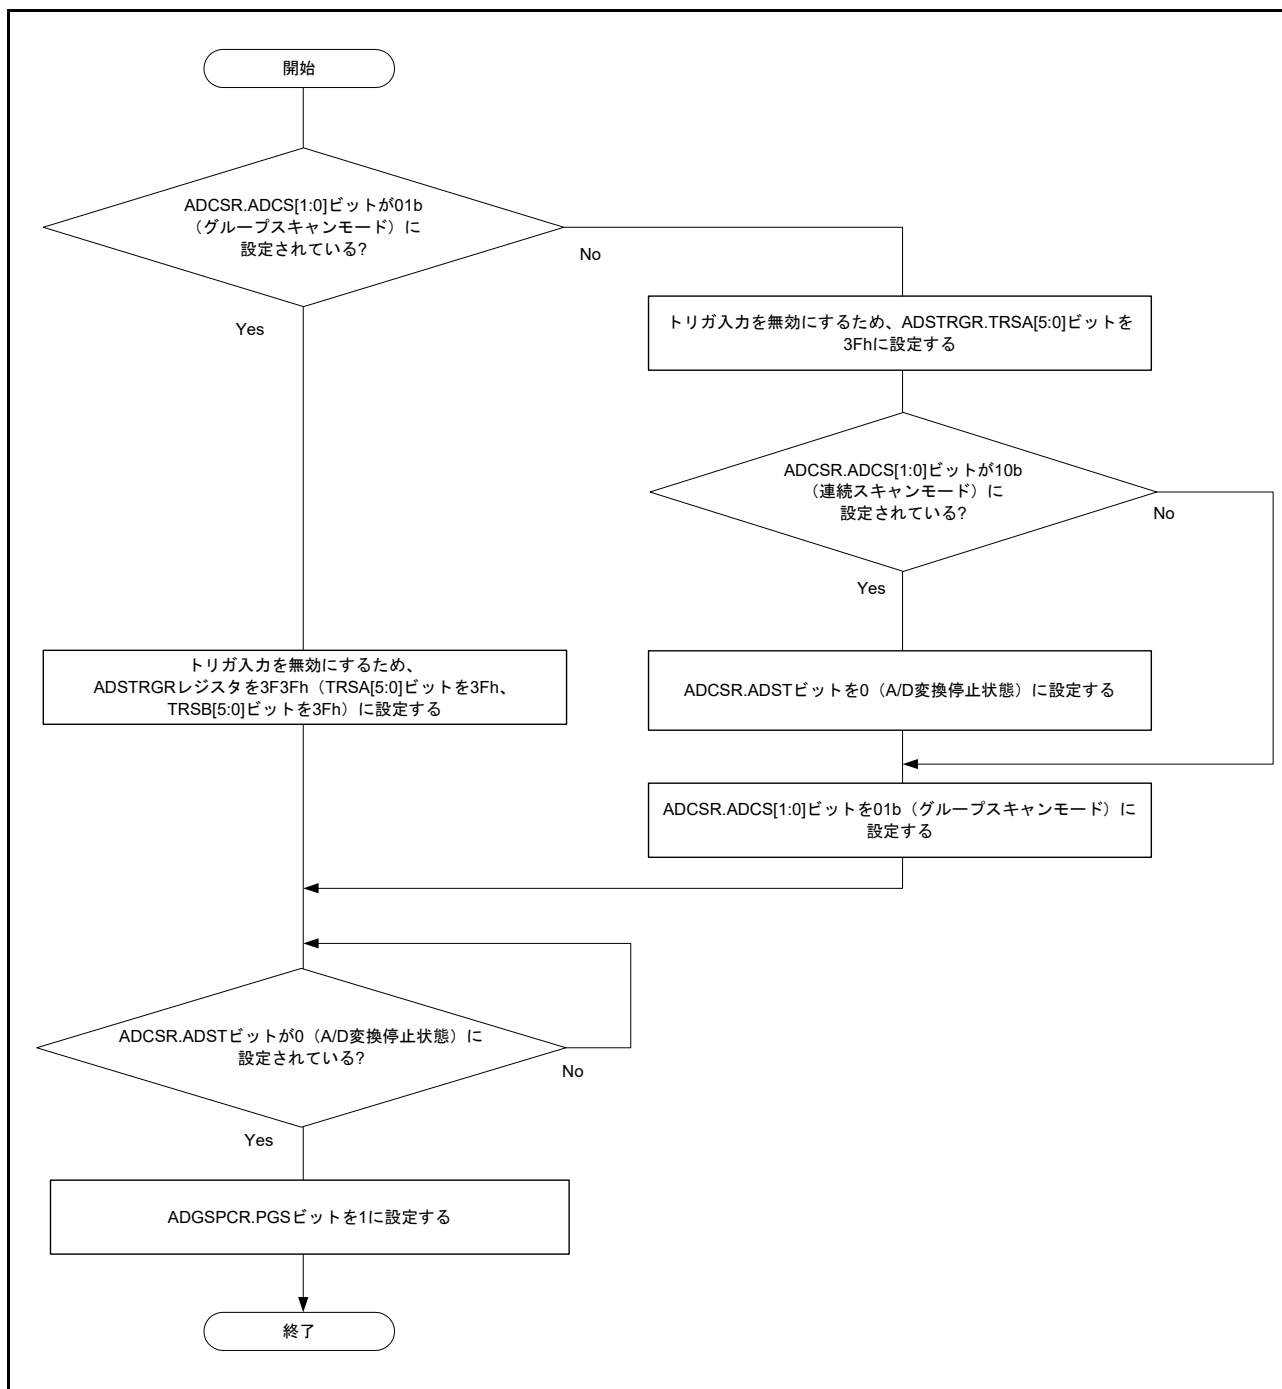 開始
ADCSR.ADCS[1:0]ビットが01b
（グループスキャンモード）に
設定されている?
No
Yes
トリガ入力を無効にするため、ADSTRGR.TRSA[5:0]ビットを
3Fhに設定する
ADCSR.ADCS[1:0]ビットが10b
（連続スキャンモード）に
設定されている?
No
Yes
トリガ入力を無効にするため、
ADSTRGRレジスタを3F3Fh（TRSA[5:0]ビットを3Fh、
TRSB[5:0]ビットを3Fh）に設定する
ADCSR.ADSTビットを0（A/D変換停止状態）に設定する
ADCSR.ADCS[1:0]ビットを01b（グループスキャンモード）に
設定する
ADCSR.ADSTビットが0（A/D変換停止状態）に
設定されている?
No
Yes
ADGSPCR.PGSビットを1に設定する
終了